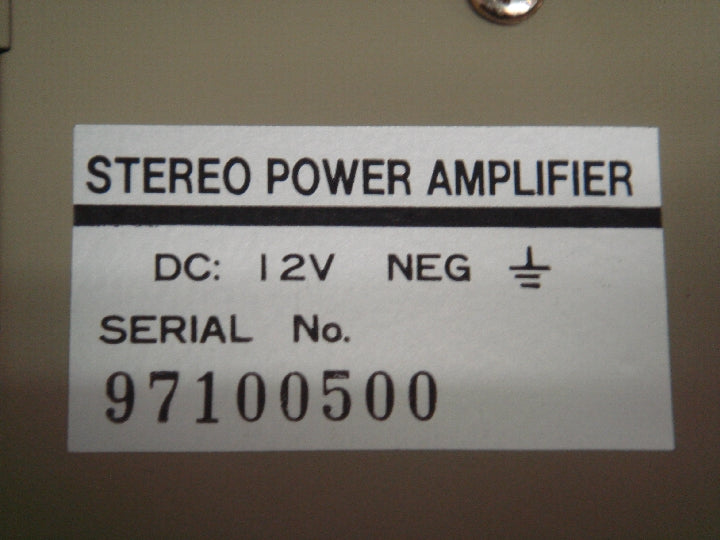 STEREO POWER AMPLIFIER
DC: 12V NEG ⏚
SERIAL No.
97100500